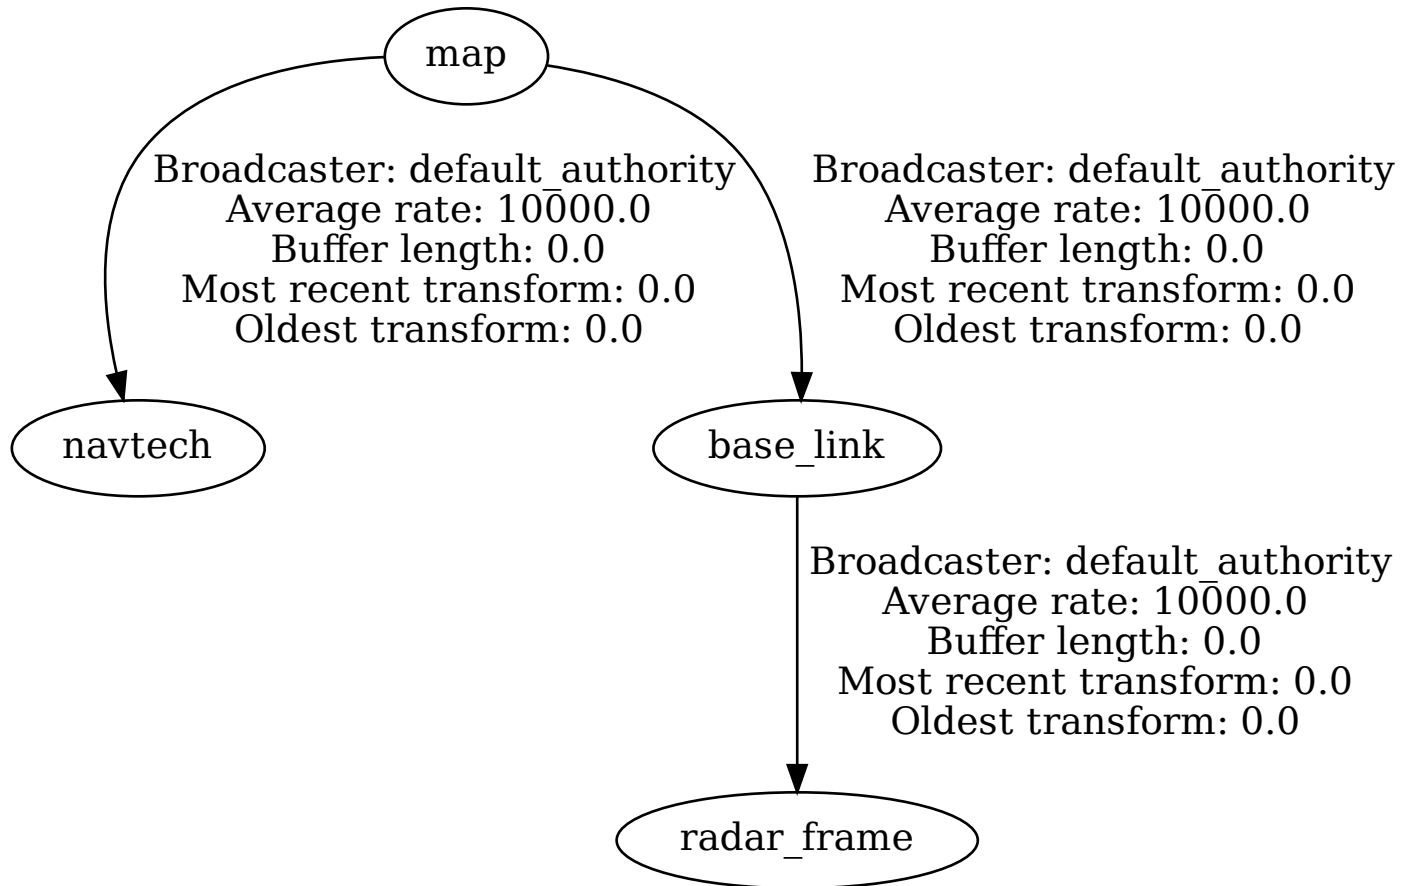 map
Broadcaster: default_authority
Average rate: 10000.0
Buffer length: 0.0
Most recent transform: 0.0
Oldest transform: 0.0
Broadcaster: default_authority
Average rate: 10000.0
Buffer length: 0.0
Most recent transform: 0.0
Oldest transform: 0.0
navtech
base_link
Broadcaster: default_authority
Average rate: 10000.0
Buffer length: 0.0
Most recent transform: 0.0
Oldest transform: 0.0
radar_frame